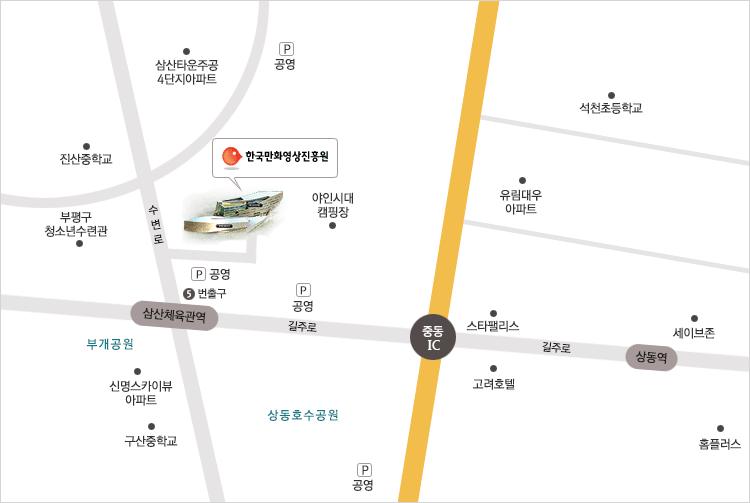 P
공영
삼산타운주공
4단지아파트
석천초등학교
진산중학교
한국만화영상진흥원
유림대우
아파트
야인시대
캠핑장
수변로
부평구
청소년수련관
P 공영
5 번출구
P
공영
삼산체육관역
길주로
중동
IC
스타팰리스
길주로
세이브존
상동역
부개공원
신명스카이뷰
아파트
고려호텔
상동호수공원
구산중학교
홈플러스
P
공영